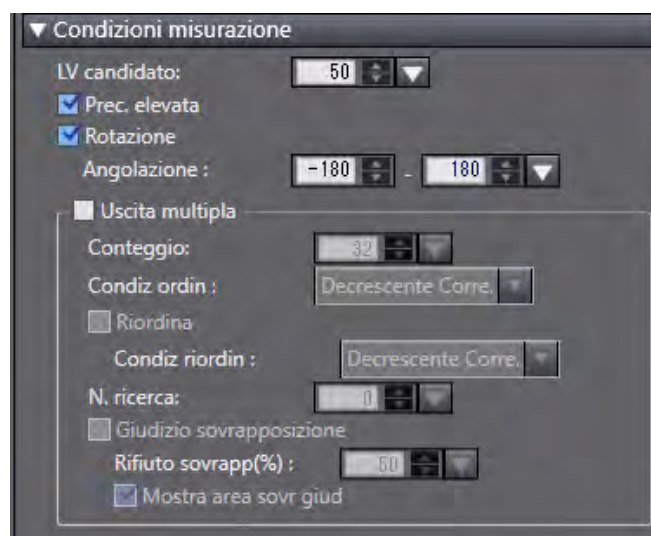 Condizioni misurazione
LV candidato: 50
Prec. elevata
Rotazione
Angolazione : -180 - 180
Uscita multipla
Conteggio: 32
Condiz ordin : Decrescente Corre.
Riordina
Condiz riordin : Decrescente Corre.
N. ricerca: 0
Giudizio sovrapposizione
Rifiuto sovrapp(%) : 50
Mostra area sovr giud